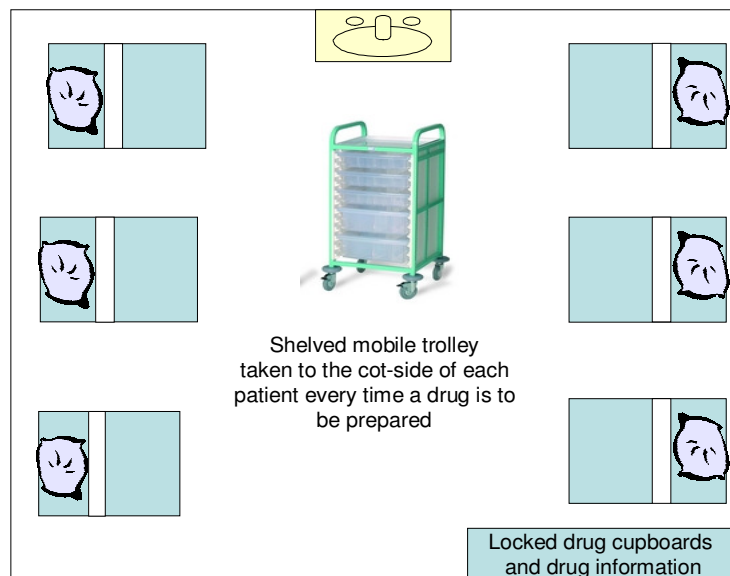 Shelved mobile trolley
taken to the cot-side of each
patient every time a drug is to
be prepared
Locked drug cupboards
and drug information